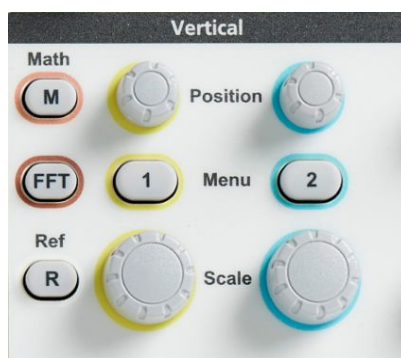 Vertical
Math
M
Position
FFT
1
Menu
2
Ref
R
Scale